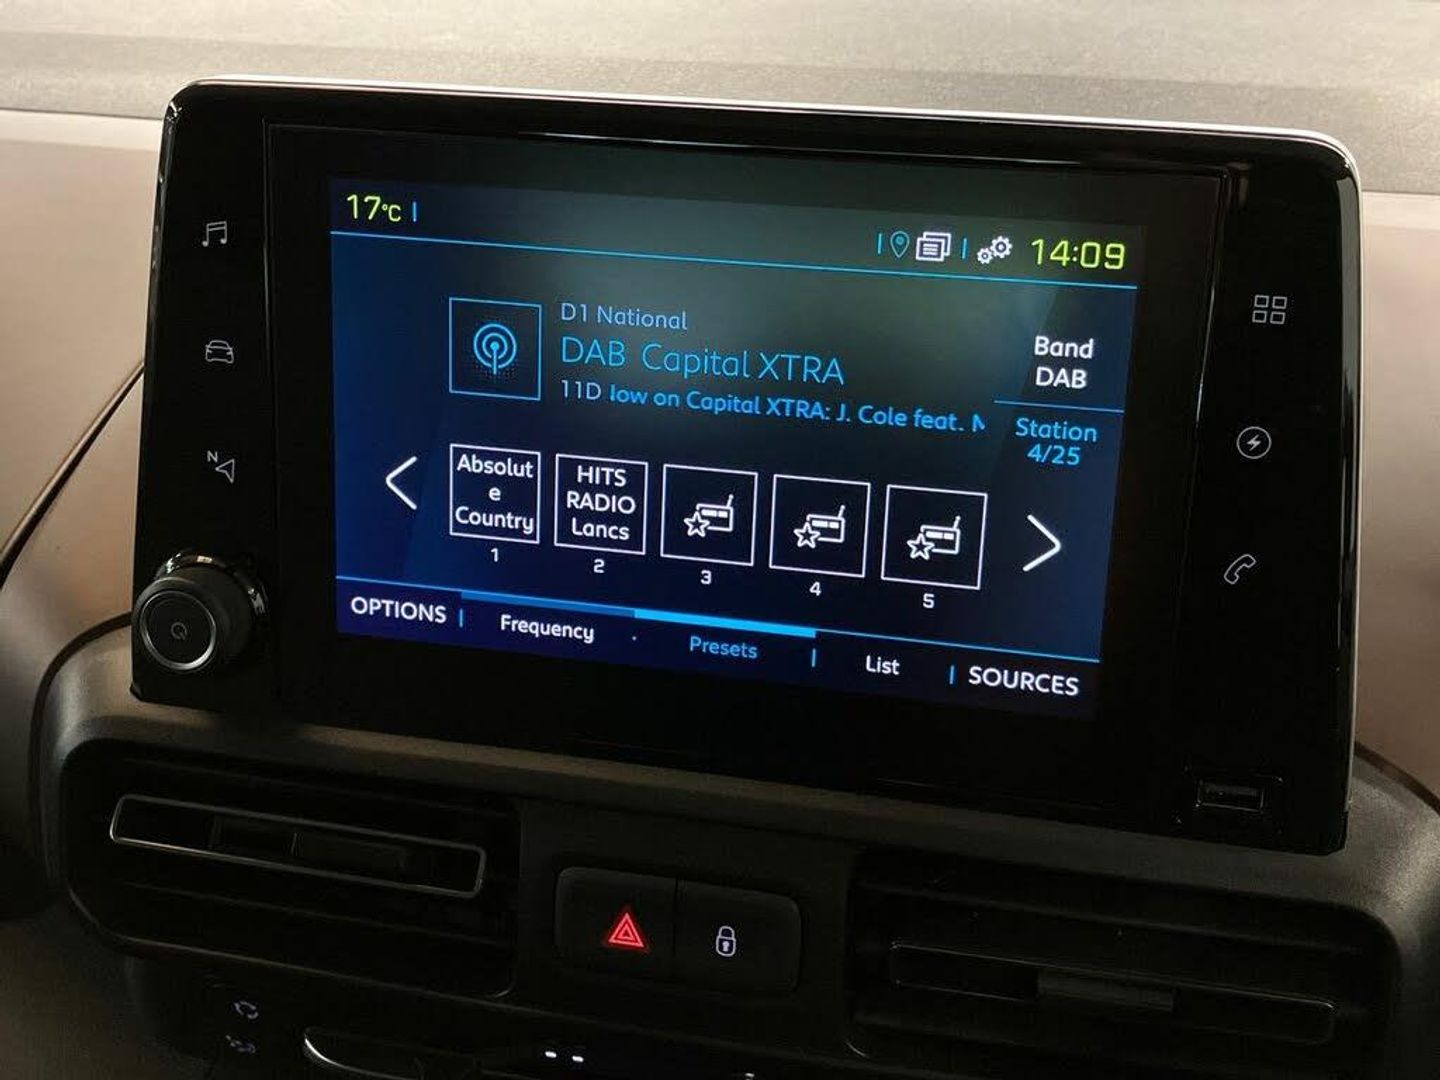 17°C
14:09
D1 National
DAB Capital XTRA
11D low on Capital XTRA: J. Cole feat.
Band
DAB
Station
4/25
Absolut
e
Country
HITS
RADIO
Lancs
1
2
3
4
5
OPTIONS
Frequency
Presets
List
SOURCES
N